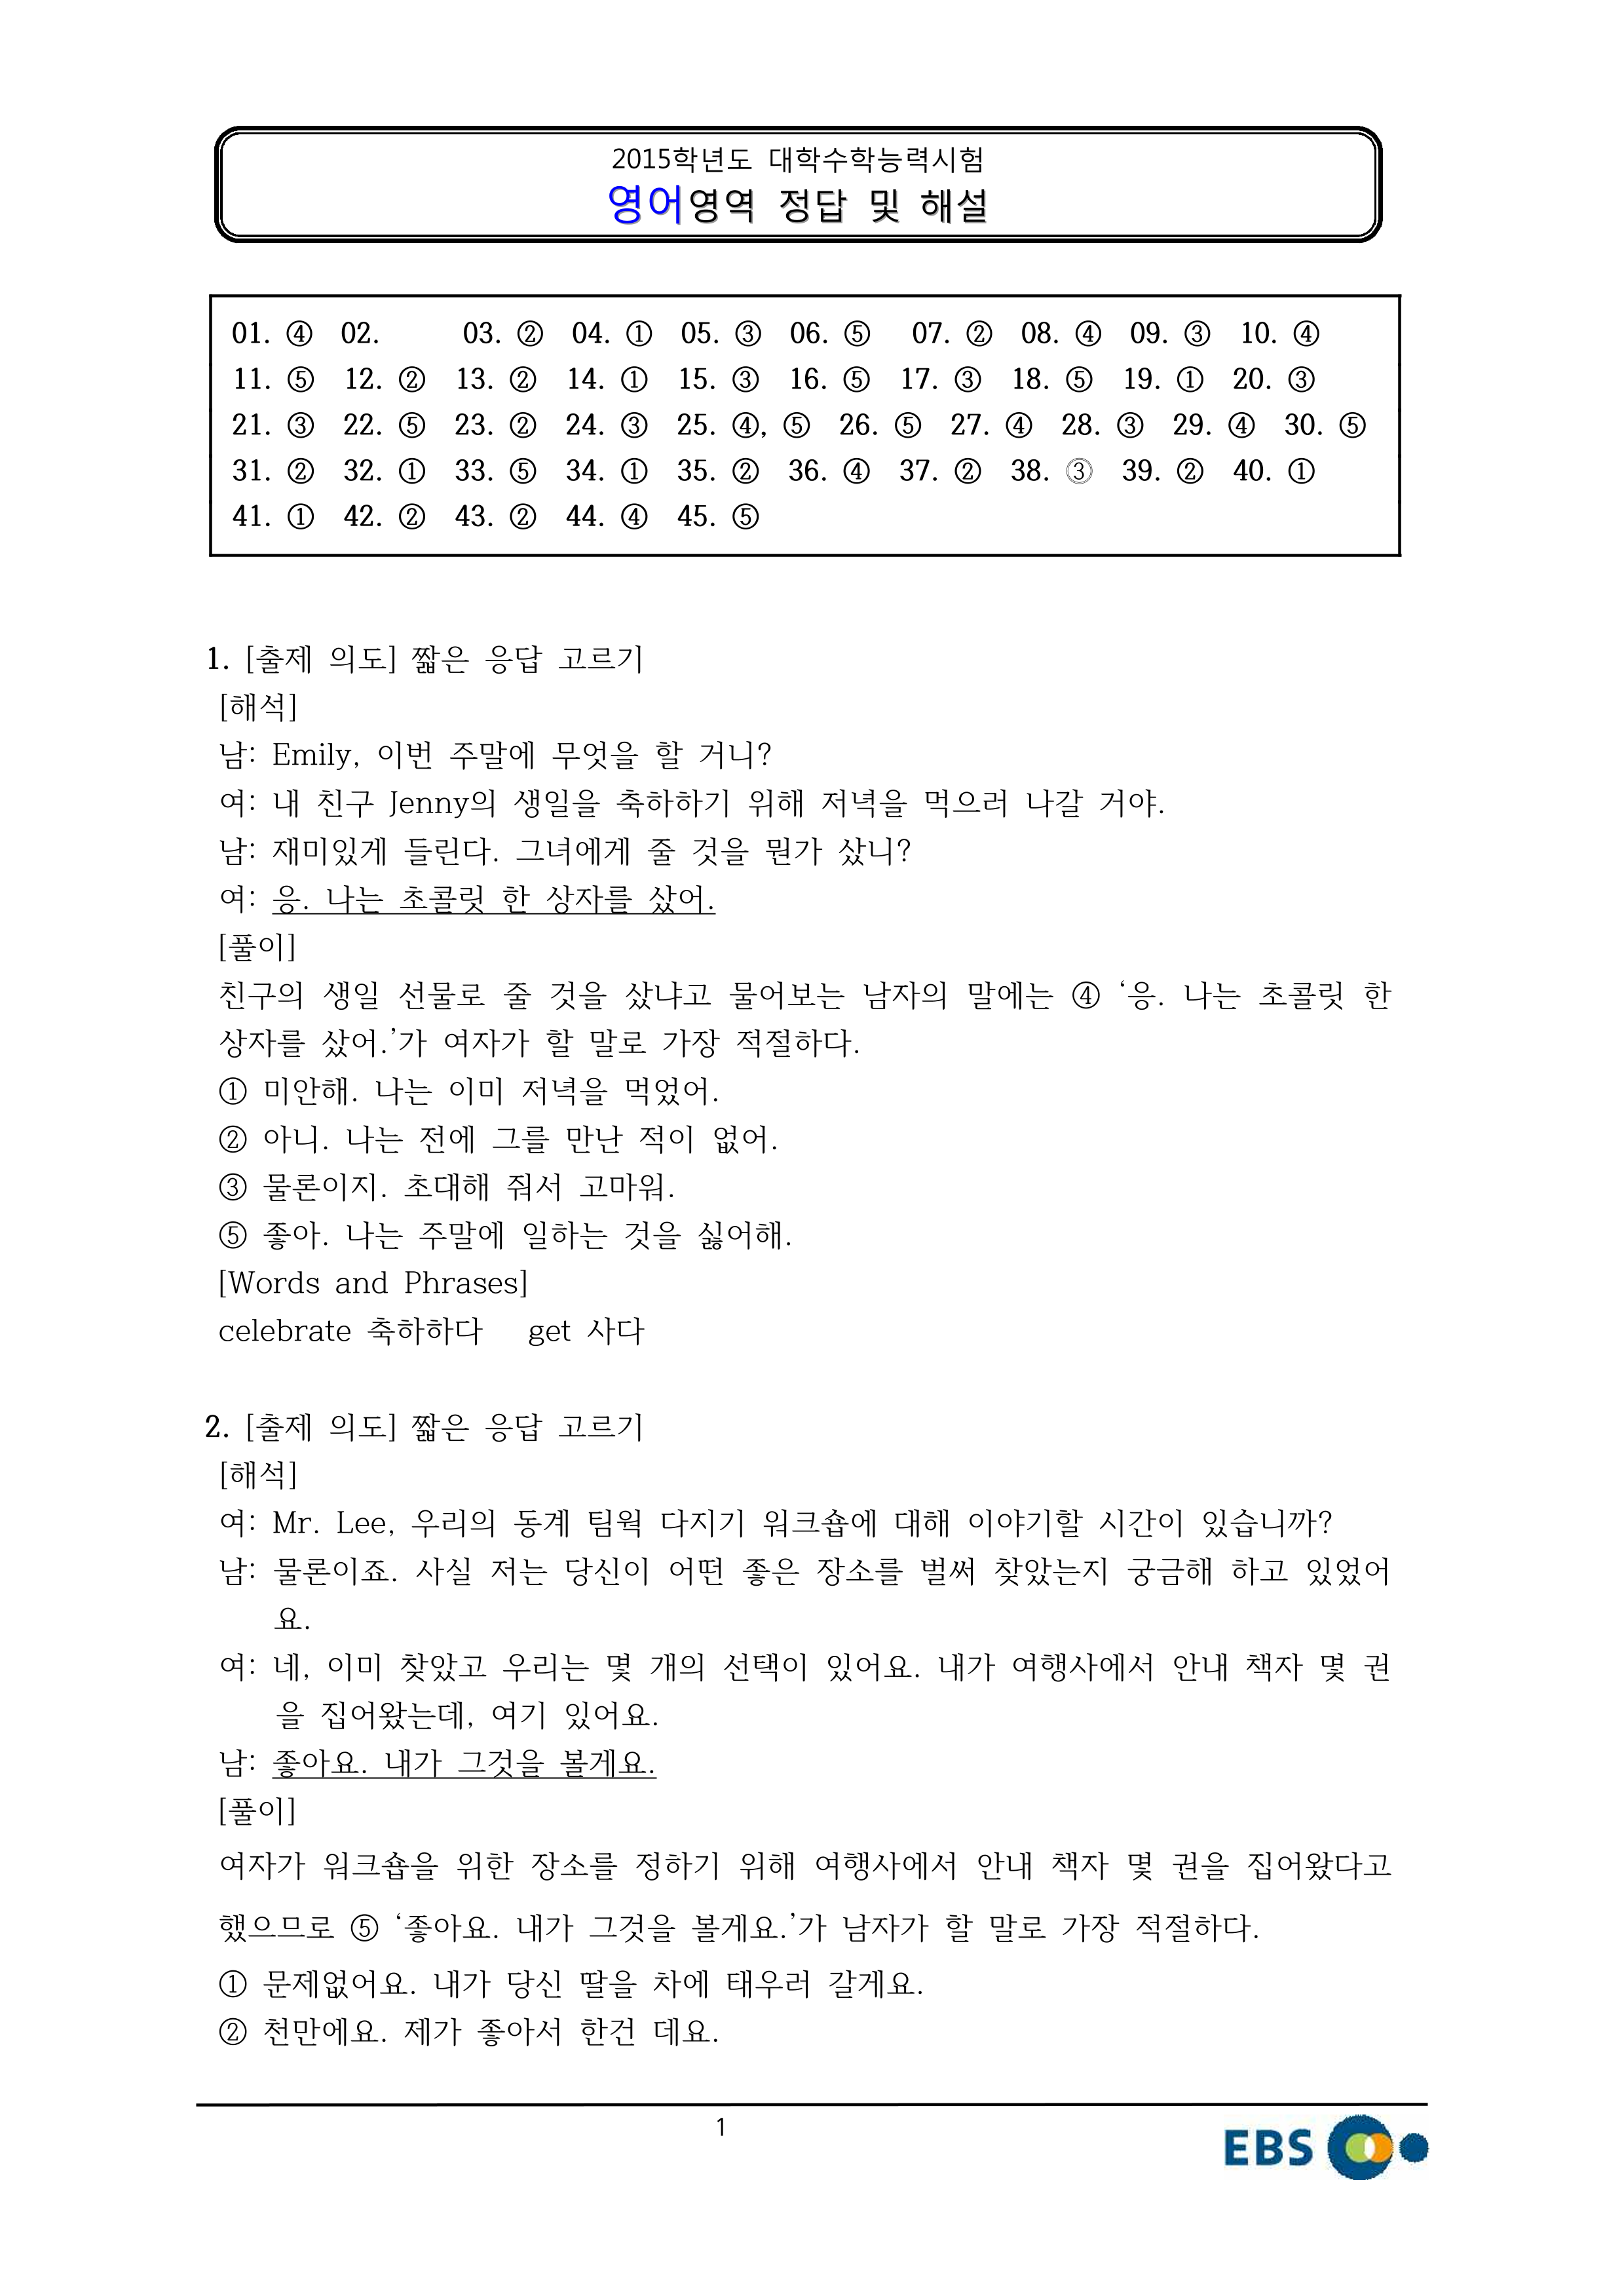 2015학년도 대학수학능력시험
영어영역 정답 및 해설
01. ④ 02. 03. ② 04. ① 05. ③ 06. ⑤ 07. ② 08. ④ 09. ③ 10. ④
11. ⑤ 12. ② 13. ② 14. ① 15. ③ 16. ⑤ 17. ③ 18. ⑤ 19. ① 20. ③
21. ③ 22. ⑤ 23. ② 24. ③ 25. ④, ⑤ 26. ⑤ 27. ④ 28. ③ 29. ④ 30. ⑤
31. ② 32. ① 33. ⑤ 34. ① 35. ② 36. ④ 37. ② 38. ③ 39. ② 40. ①
41. ① 42. ② 43. ② 44. ④ 45. ⑤
1. [출제 의도] 짧은 응답 고르기
[해석]
남: Emily, 이번 주말에 무엇을 할 거니?
여: 내 친구 Jenny의 생일을 축하하기 위해 저녁을 먹으러 나갈 거야.
남: 재미있게 들린다. 그녀에게 줄 것을 뭔가 샀니?
여: 응. 나는 초콜릿 한 상자를 샀어.
[풀이]
친구의 생일 선물로 줄 것을 샀냐고 물어보는 남자의 말에는 ④ ‘응. 나는 초콜릿 한
상자를 샀어.’가 여자가 할 말로 가장 적절하다.
① 미안해. 나는 이미 저녁을 먹었어.
② 아니. 나는 전에 그를 만난 적이 없어.
③ 물론이지. 초대해 줘서 고마워.
⑤ 좋아. 나는 주말에 일하는 것을 싫어해.
[Words and Phrases]
celebrate 축하하다 get 사다
2. [출제 의도] 짧은 응답 고르기
[해석]
여: Mr. Lee, 우리의 동계 팀웍 다지기 워크숍에 대해 이야기할 시간이 있습니까?
남: 물론이죠. 사실 저는 당신이 어떤 좋은 장소를 벌써 찾았는지 궁금해 하고 있었어
요.
여: 네, 이미 찾았고 우리는 몇 개의 선택이 있어요. 내가 여행사에서 안내 책자 몇 권
을 집어왔는데, 여기 있어요.
남: 좋아요. 내가 그것을 볼게요.
[풀이]
여자가 워크숍을 위한 장소를 정하기 위해 여행사에서 안내 책자 몇 권을 집어왔다고
했으므로 ⑤ ‘좋아요. 내가 그것을 볼게요.’가 남자가 할 말로 가장 적절하다.
① 문제없어요. 내가 당신 딸을 차에 태우러 갈게요.
② 천만에요. 제가 좋아서 한건 데요.
1
EBS